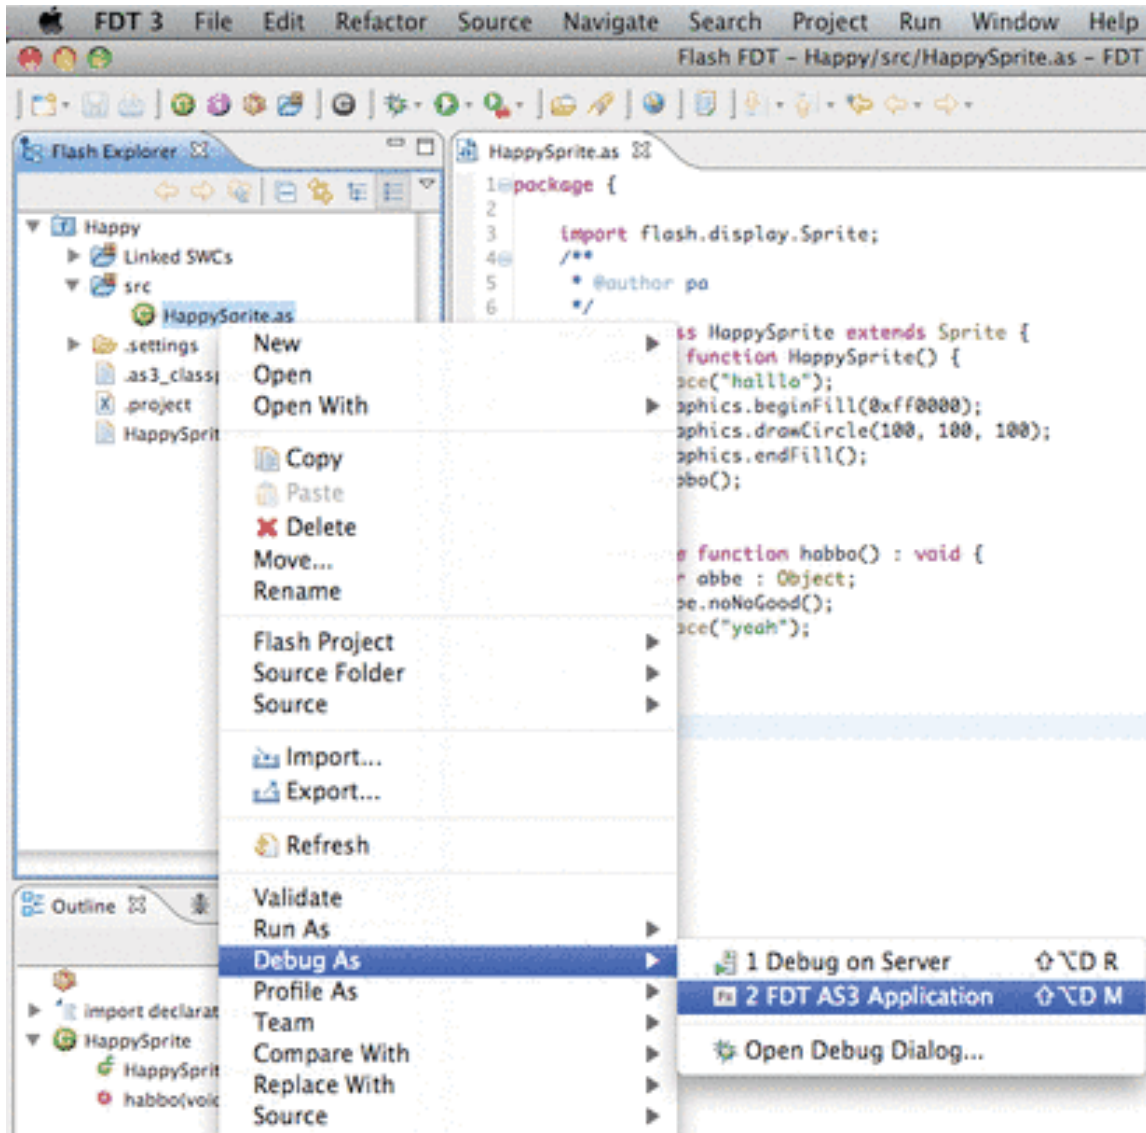 FDT 3 File Edit Refactor Source Navigate Search Project Run Window Help
Flash FDT – Happy/src/HappySprite.as – FDT
Flash Explorer
HappySprite.as
1 package {
2
3 import flash.display.Sprite;
4 /**
5 * @author pa
6 */
ss HappySprite extends Sprite {
function HappySprite() {
ace("halllo");
aphics.beginFill(0xff0000);
aphics.drawCircle(100, 100, 100);
aphics.endFill();
bbo();
e function habbo() : void {
r abbe : Object;
be.noNoGood();
ace("yeah");
Happy
Linked SWCs
src
HappySprite.as
.settings
.as3_classp
.project
HappySprit
New
Open
Open With
Copy
Paste
Delete
Move...
Rename
Flash Project
Source Folder
Source
Import...
Export...
Refresh
Validate
Run As
Debug As
Profile As
Team
Compare With
Replace With
Source
1 Debug on Server ⇧⌥D R
2 FDT AS3 Application ⇧⌥D M
Open Debug Dialog...
Outline
import declarat
HappySprite
HappySprit
habbo(void